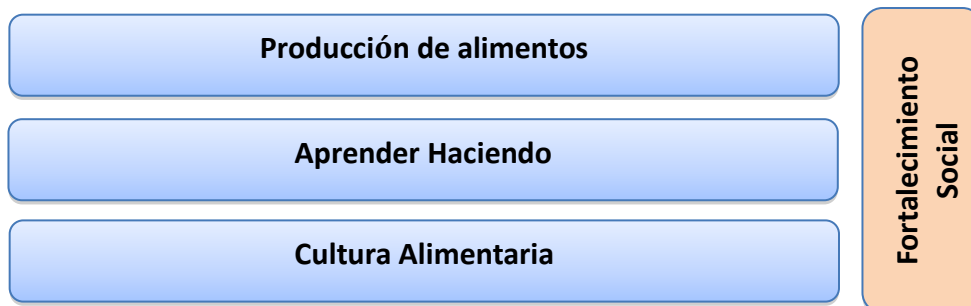 Producción de alimentos
Aprender Haciendo
Cultura Alimentaria
Fortalecimiento
Social